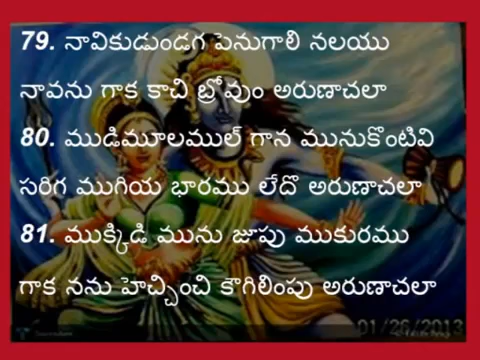 79. నావికుడుండగ పెనుగాలి నలయు
నావను గాక కాచి బ్రోవుం అరుణాచలా
80. ముడిమూలముల్ గాన మునుకొంటివి
సరిగ ముగియ భారము లేదొ అరుణాచలా
81. ముక్కిడి మును జూపు ముకురము
గాక నను హెచ్చించి కౌగిలింపు అరుణాచలా
01/26/2013